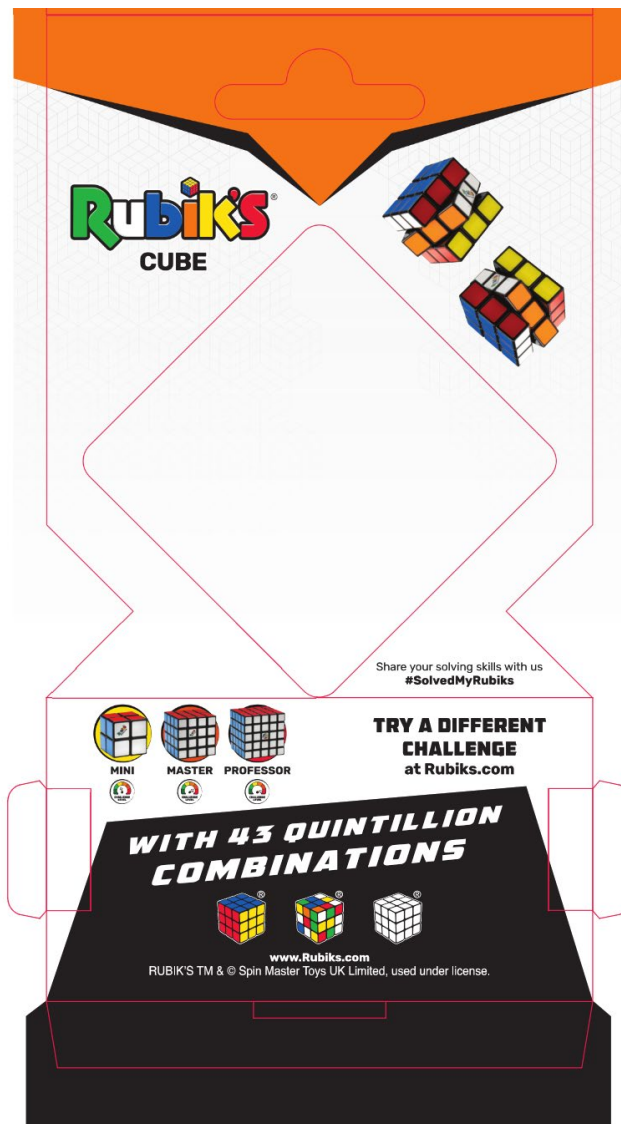 Rubik's®
CUBE
Share your solving skills with us
#SolvedMyRubiks
MINI
MASTER
PROFESSOR
TRY A DIFFERENT
CHALLENGE
at Rubiks.com
WITH 43 QUINTILLION
COMBINATIONS
® ® ®
www.Rubiks.com
RUBIK'S TM & © Spin Master Toys UK Limited, used under license.